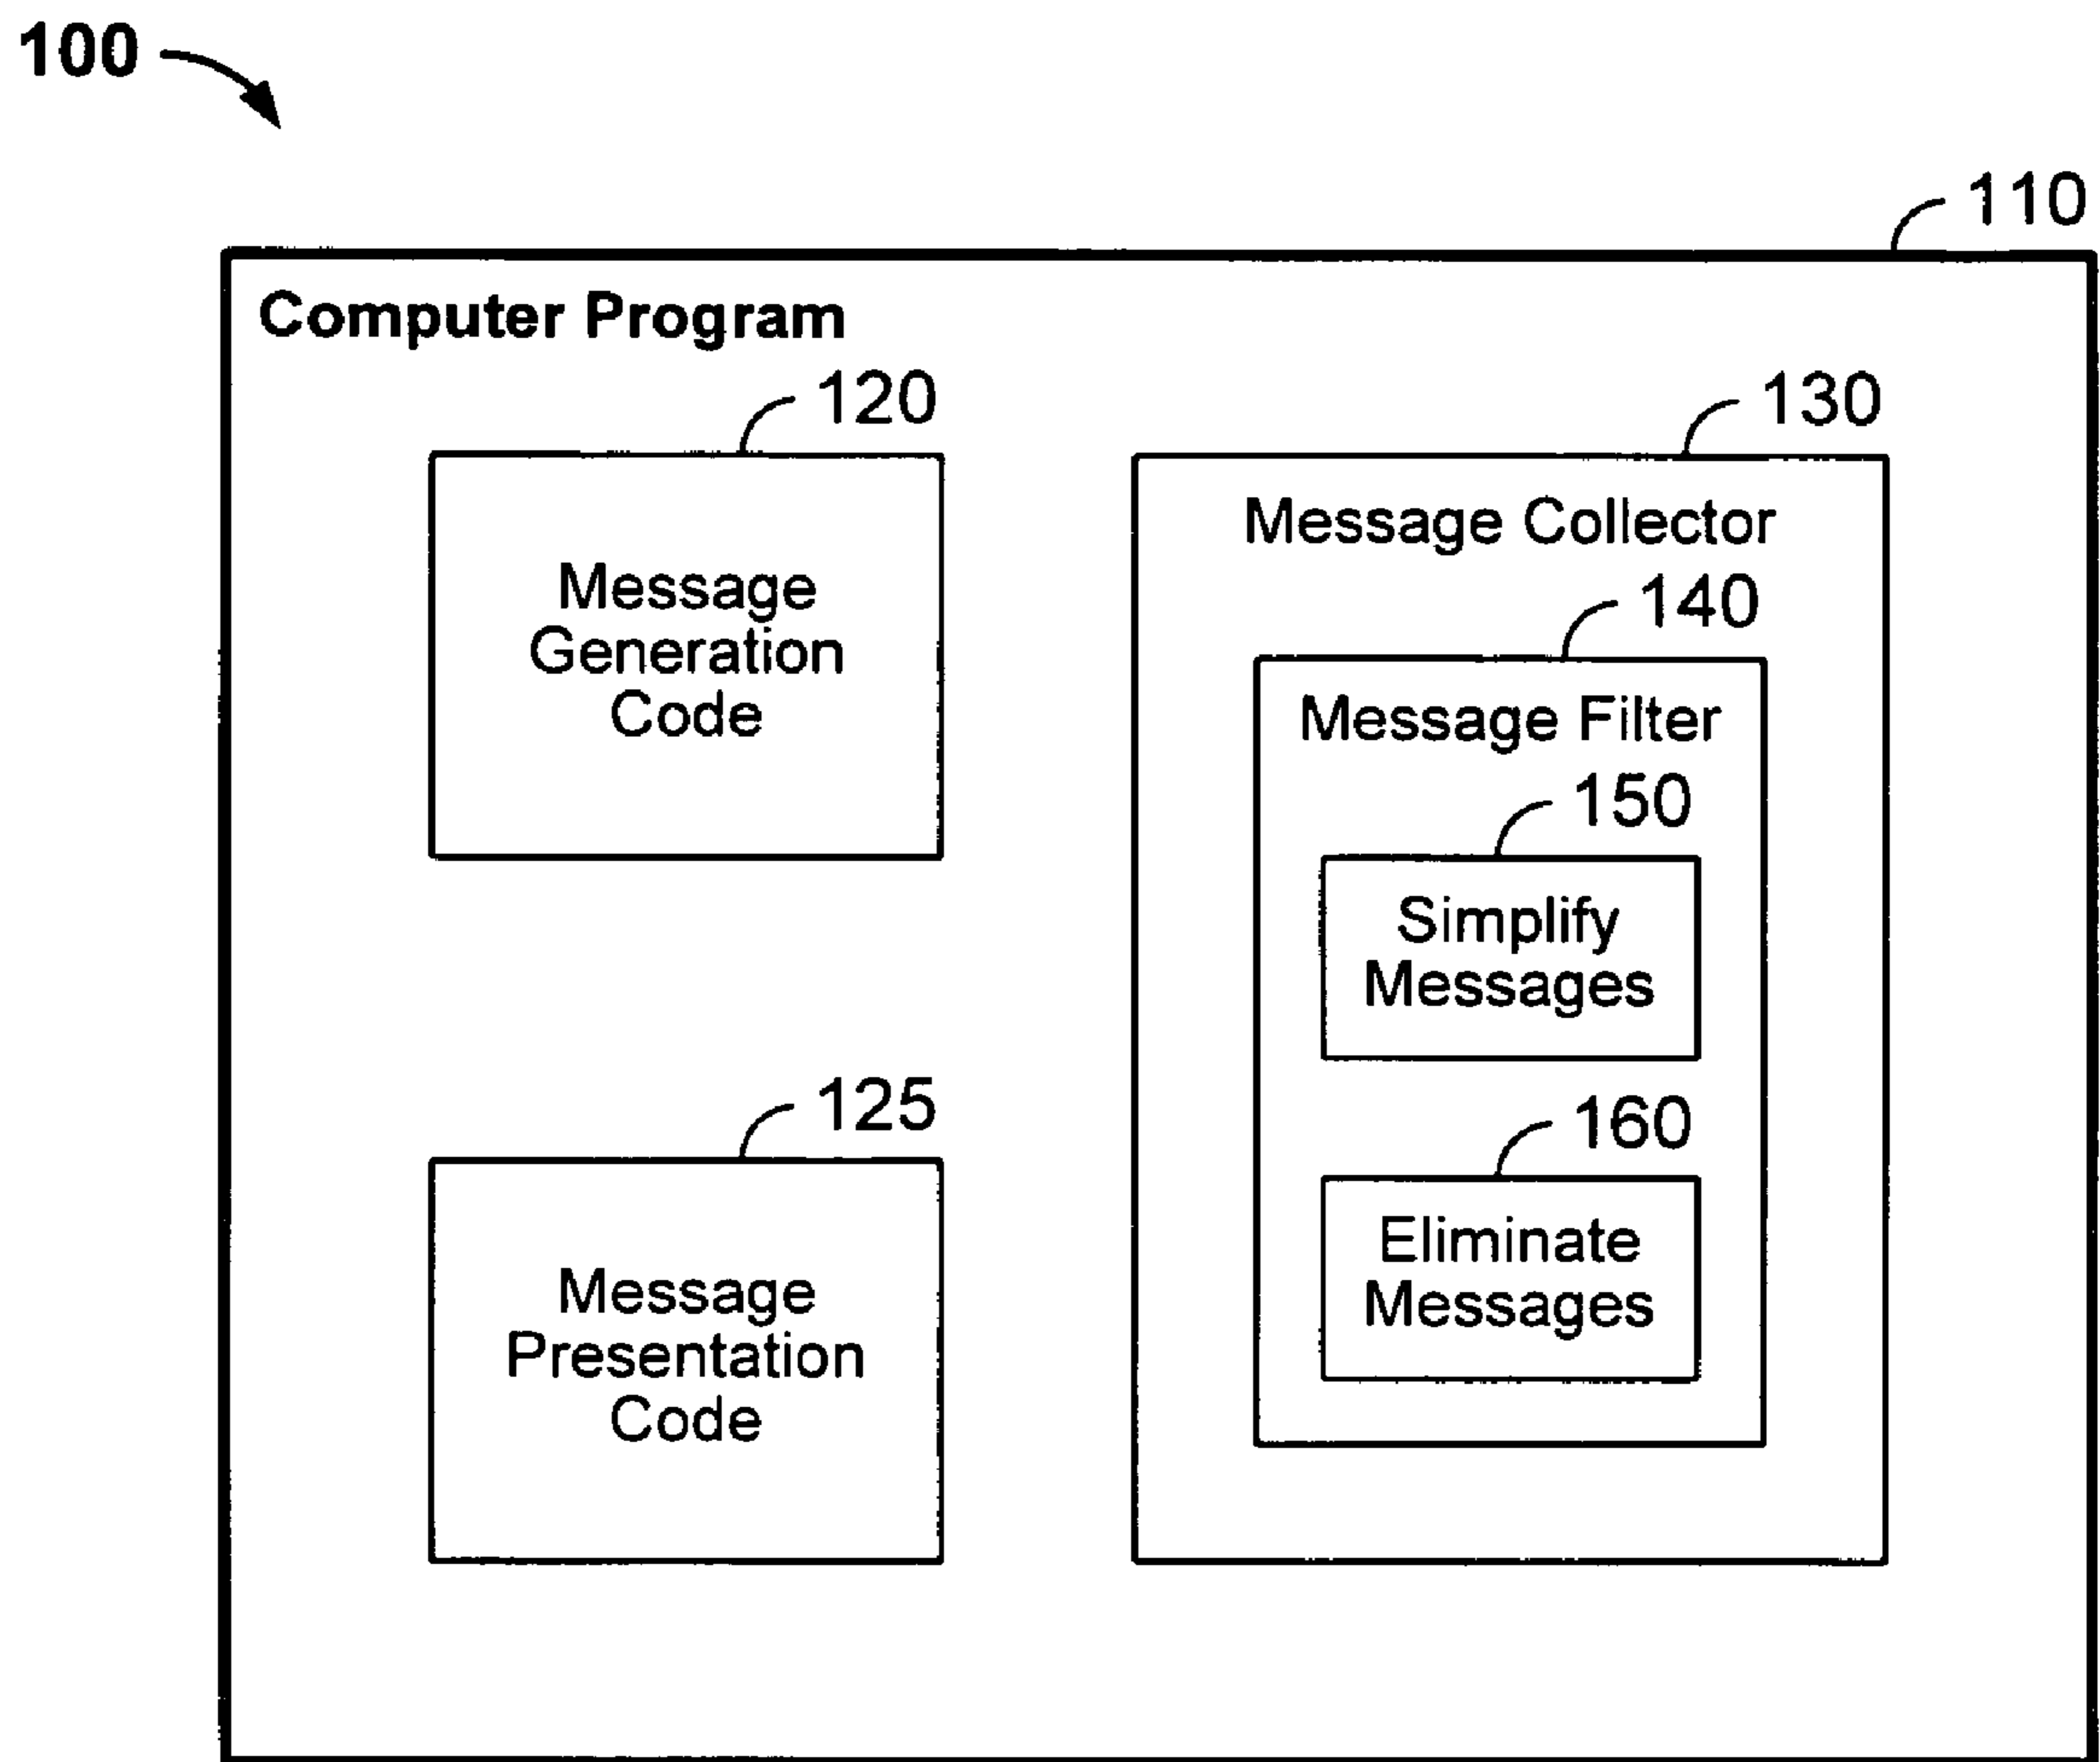 100
110
Computer Program
120
Message
Generation
Code
125
Message
Presentation
Code
130
Message Collector
140
Message Filter
150
Simplify
Messages
160
Eliminate
Messages